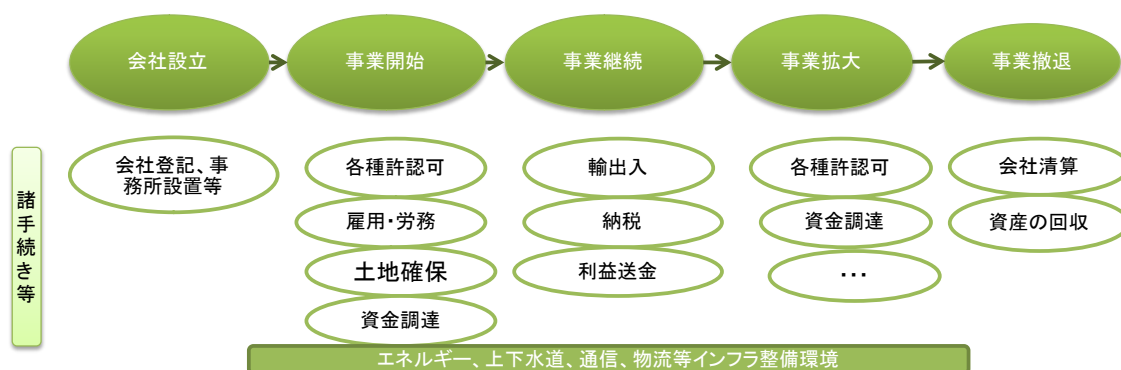 会社設立
事業開始
事業継続
事業拡大
事業撤退
諸手続き等
会社登記、事
務所設置等
各種許認可
雇用・労務
土地確保
資金調達
輸出入
納税
利益送金
各種許認可
資金調達
・・・
会社清算
資産の回収
エネルギー、上下水道、通信、物流等インフラ整備環境